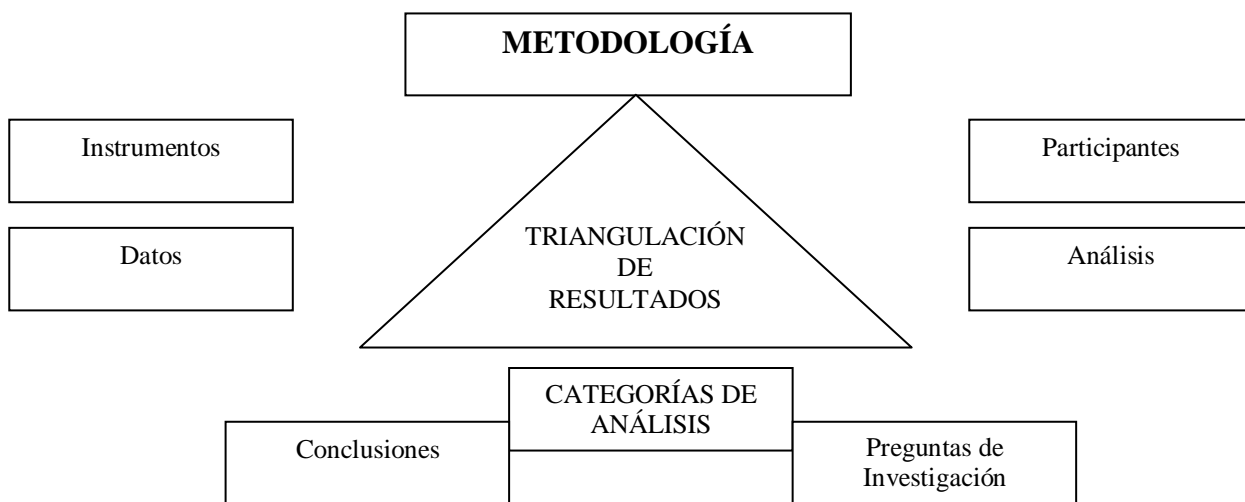 METODOLOGÍA
Instrumentos
Participantes
Datos
Análisis
TRIANGULACIÓN
DE
RESULTADOS
CATEGORÍAS DE
ANÁLISIS
Conclusiones
Preguntas de
Investigación